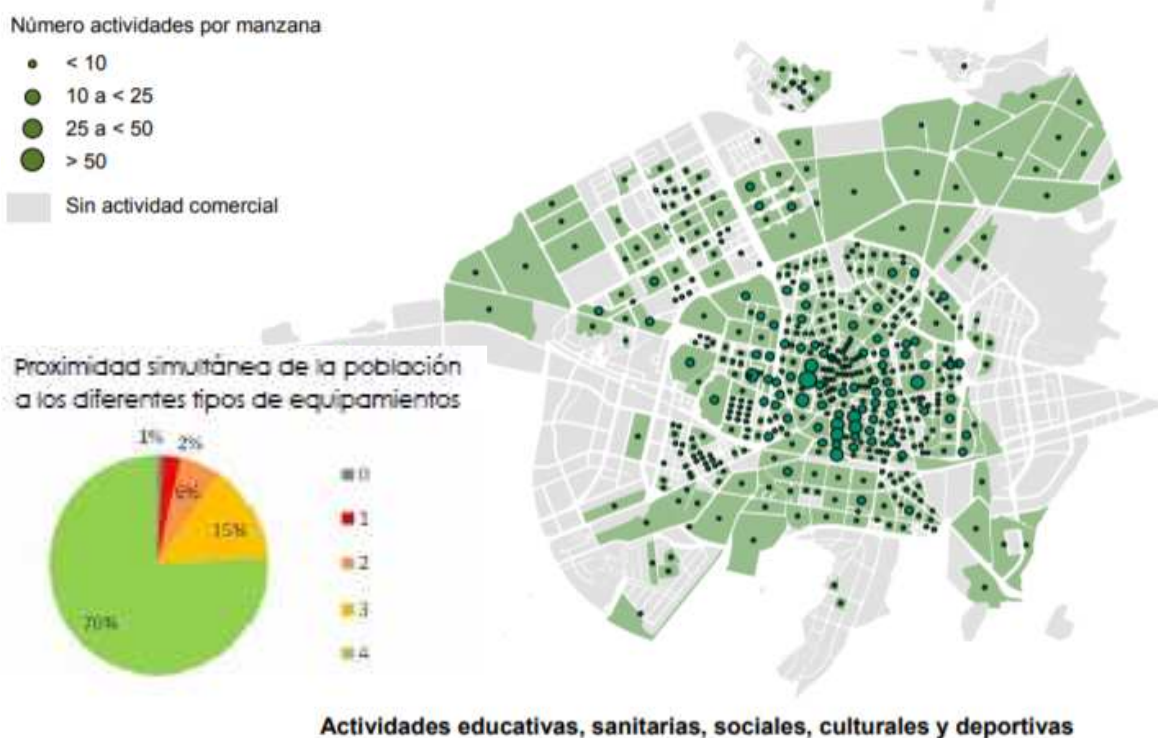 Número actividades por manzana
< 10
10 a < 25
25 a < 50
> 50
Sin actividad comercial
Proximidad simultánea de la población
a los diferentes tipos de equipamientos
1%
2%
6%
15%
0
1
2
3
4
Actividades educativas, sanitarias, sociales, culturales y deportivas